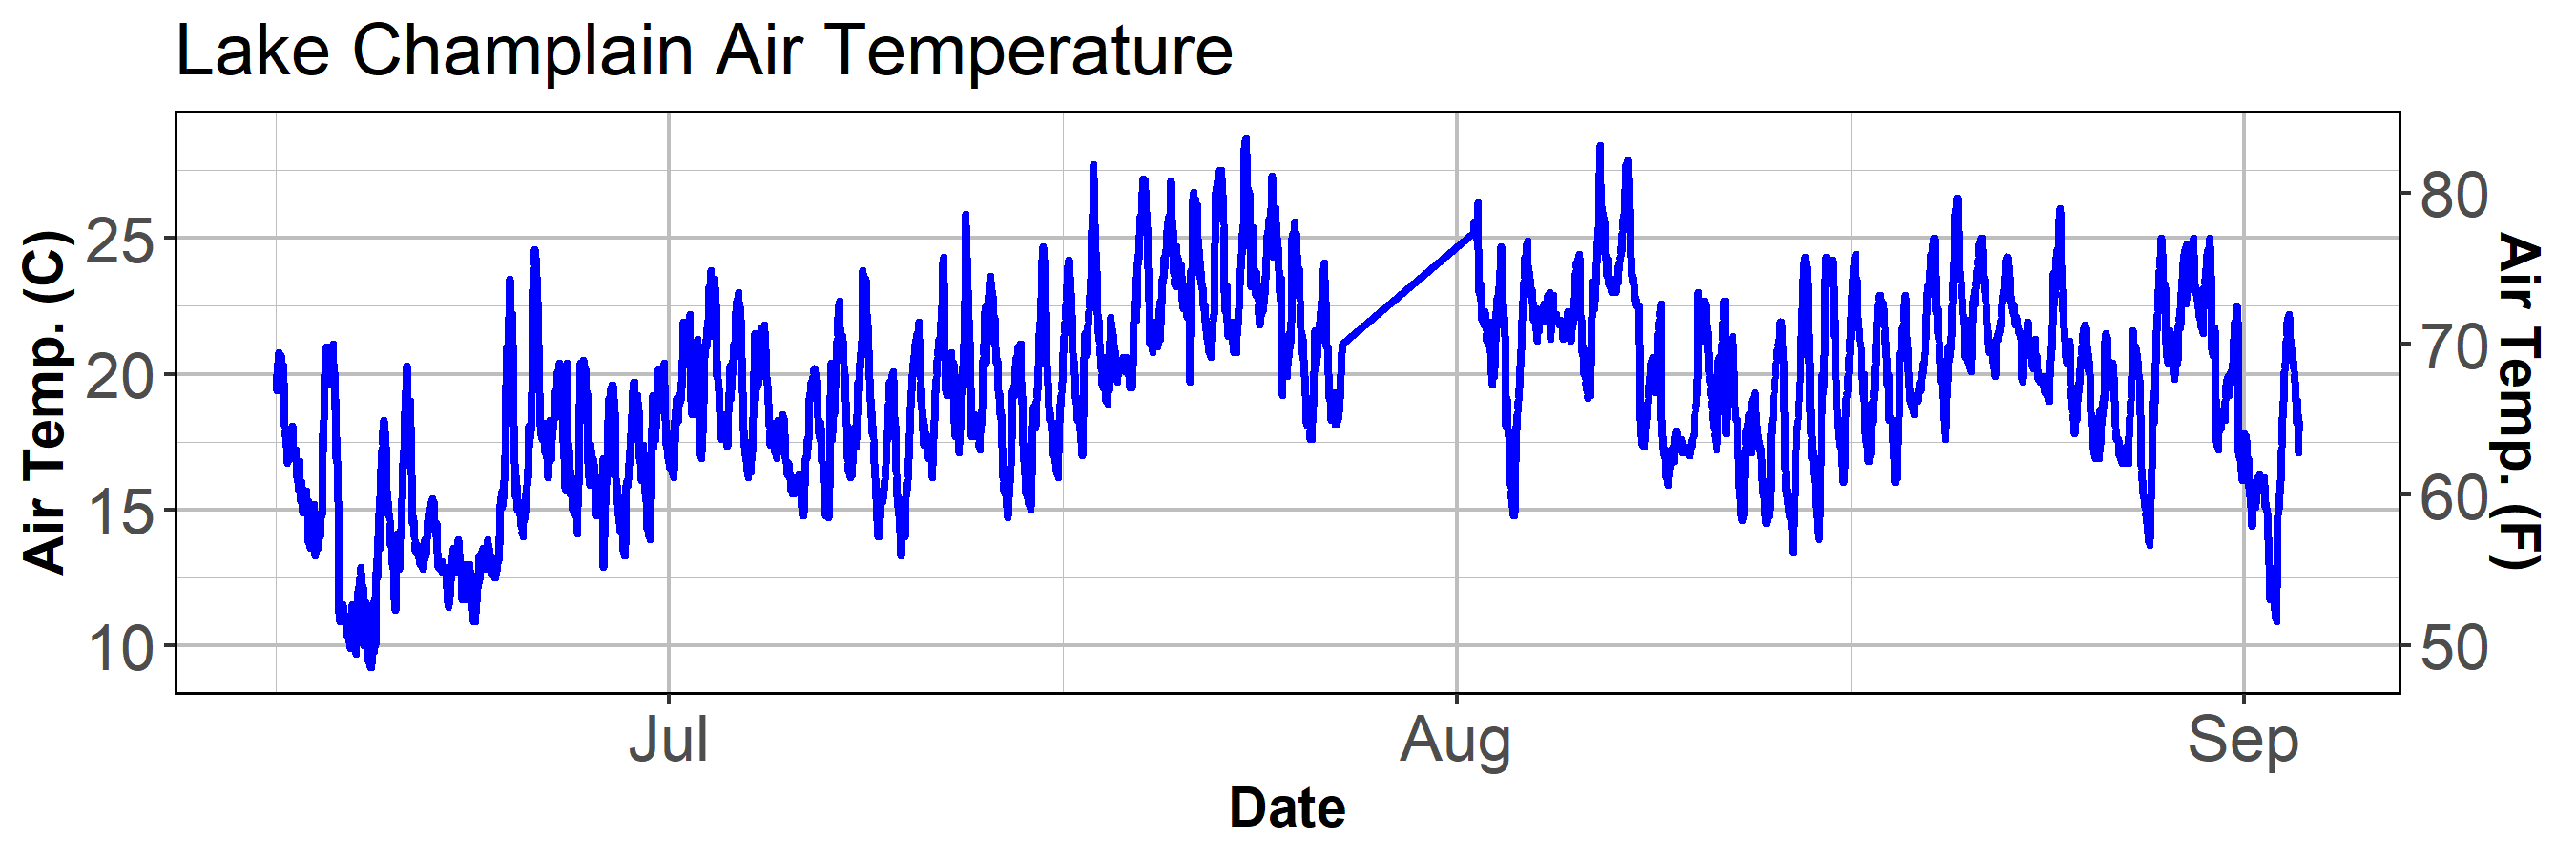 Lake Champlain Air Temperature
Air Temp. (C)
25
20
15
10
80
70
60
50
Air Temp. (F)
Jul
Aug
Sep
Date